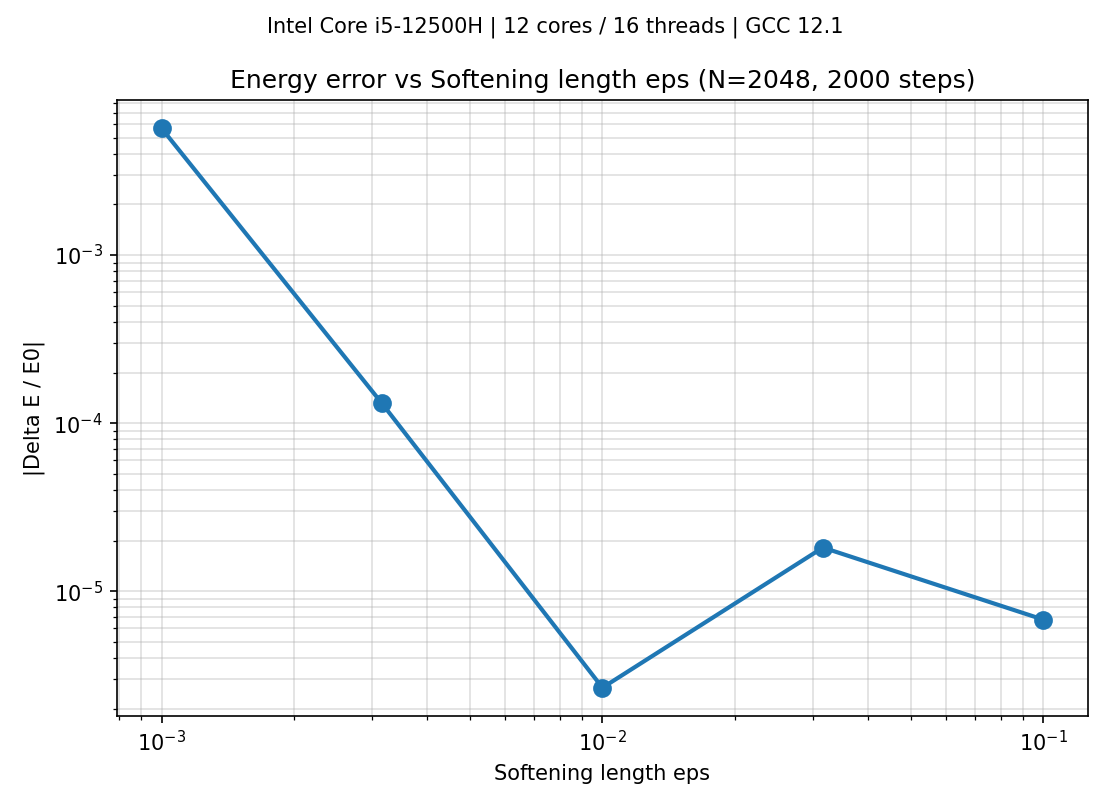 Intel Core i5-12500H | 12 cores / 16 threads | GCC 12.1
Energy error vs Softening length eps (N=2048, 2000 steps)
|Delta E / E0|
10⁻³
10⁻⁴
10⁻⁵
10⁻³ 10⁻² 10⁻¹
Softening length eps